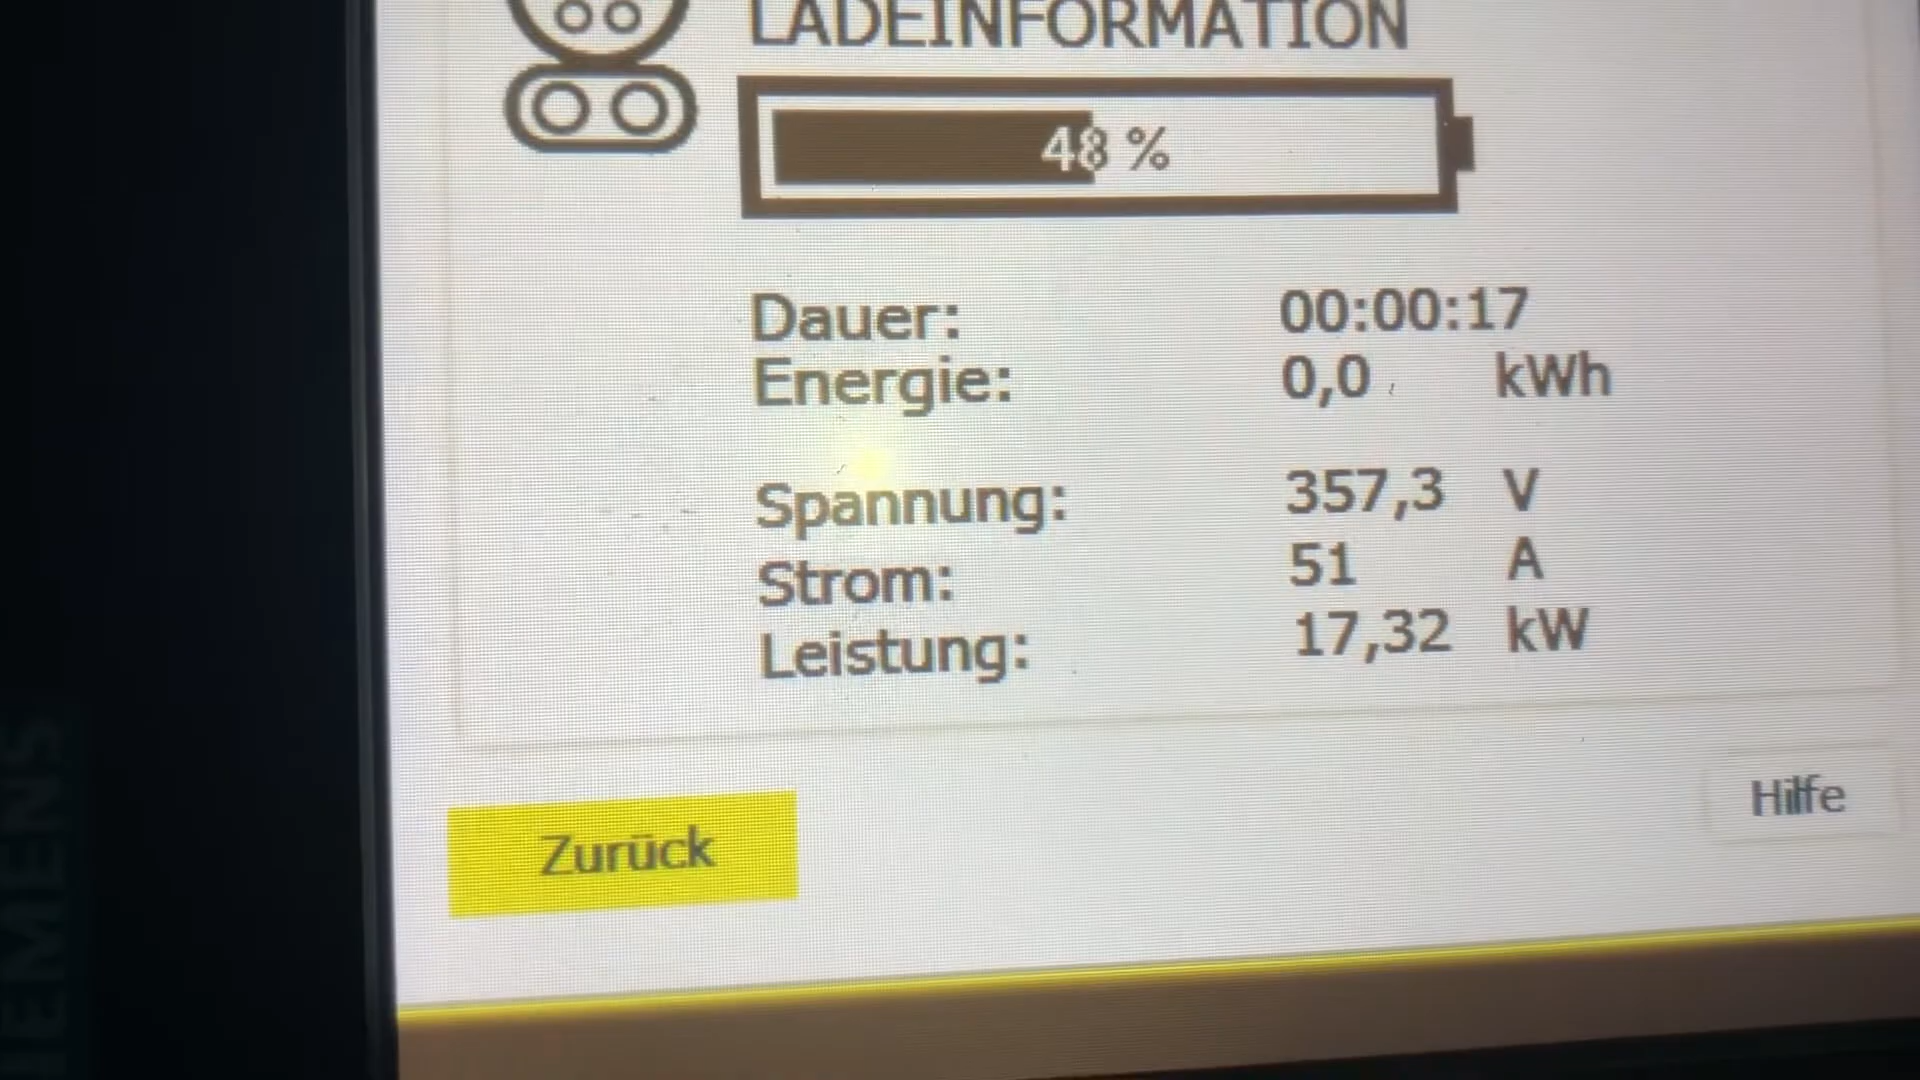 LADEINFORMATION
48 %
Dauer: 00:00:17
Energie: 0,0 kWh
Spannung: 357,3 V
Strom: 51 A
Leistung: 17,32 kW
Zurück
Hilfe
IEMENS